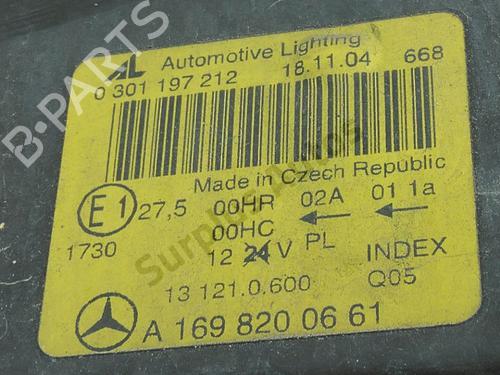 AL Automotive Lighting
0 301 197 212 18.11.04 668
Made in Czech Republic
E1 27,5 00HR 02A 01 1a
00HC
1730 12 24 V PL INDEX
13 121.0.600 Q05
A 169 820 06 61
B-PARTS
Surplus Autos